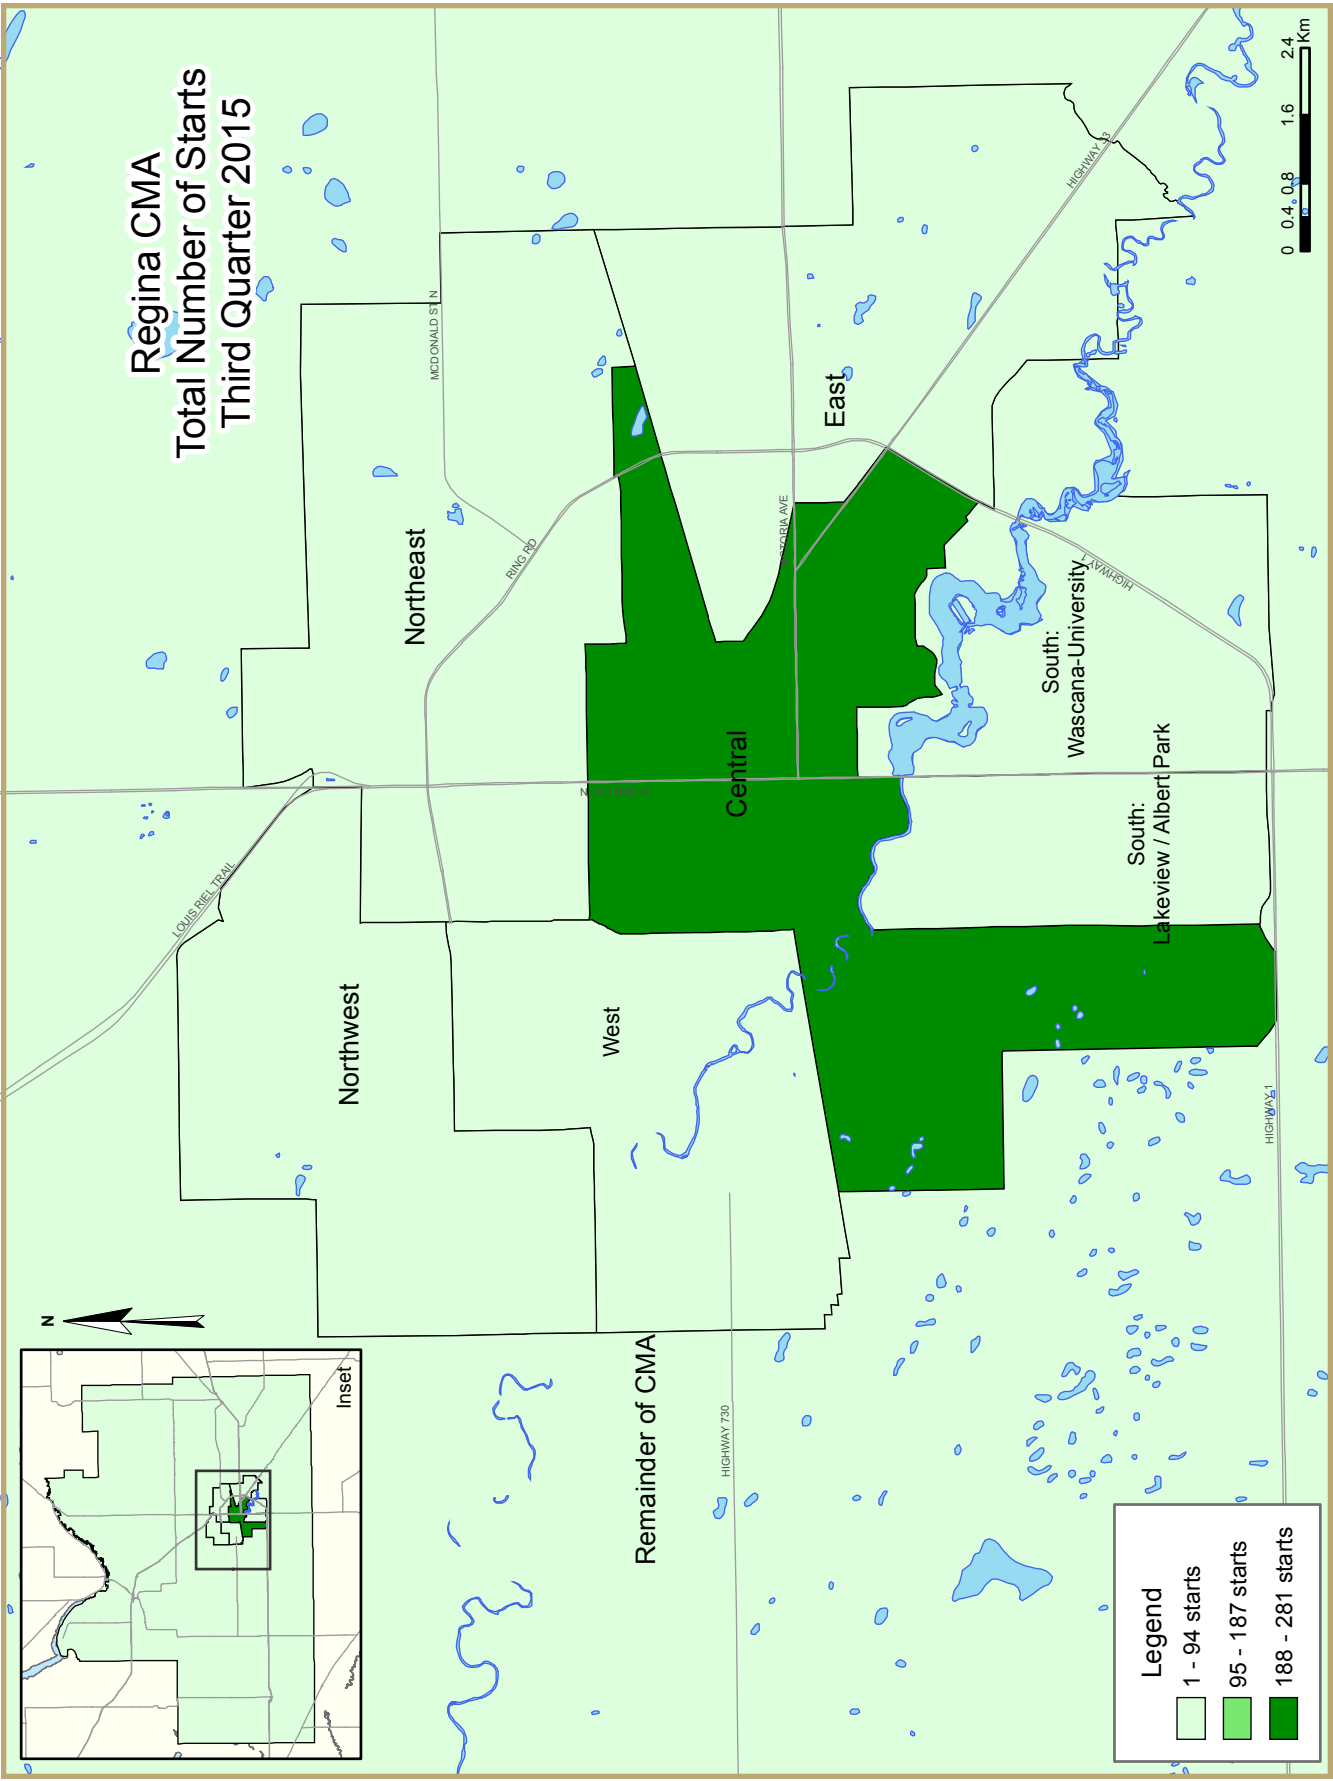 Regina CMA
Total Number of Starts
Third Quarter 2015
N
Inset
LOUIS RIEL TRAIL
MCDONALD ST N
RING RD
Northeast
Northwest
West
Central
East
HIGHWAY 33
South:
Wascana-University
HIGHWAY 1
South:
Lakeview / Albert Park
Remainder of CMA
HIGHWAY 730
HIGHWAY 1
Legend
1 - 94 starts
95 - 187 starts
188 - 281 starts
0 0.4 0.8 1.6 2.4
Km